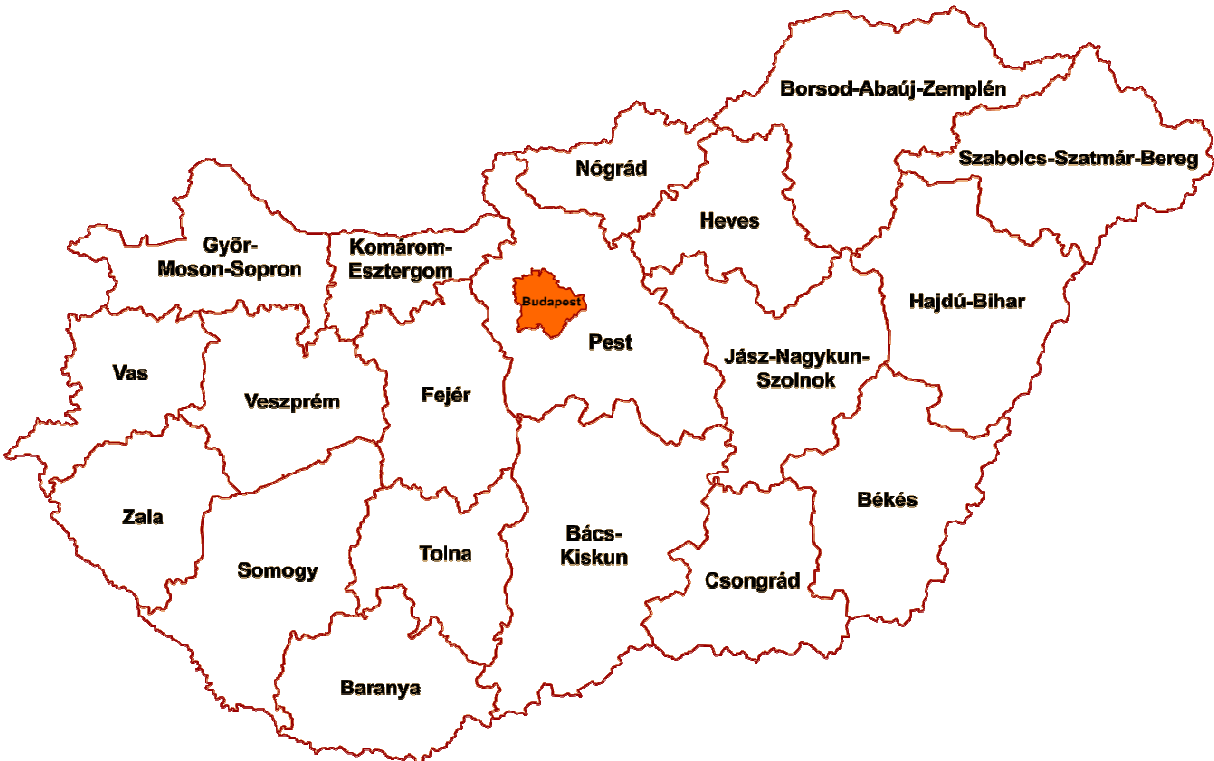 Borsod-Abaúj-Zemplén
Szabolcs-Szatmár-Bereg
Nógrád
Heves
Győr-
Moson-Sopron
Komárom-
Esztergom
Budapest
Hajdú-Bihar
Pest
Jász-Nagykun-
Szolnok
Vas
Veszprém
Fejér
Békés
Zala
Bács-
Kiskun
Tolna
Somogy
Csongrád
Baranya